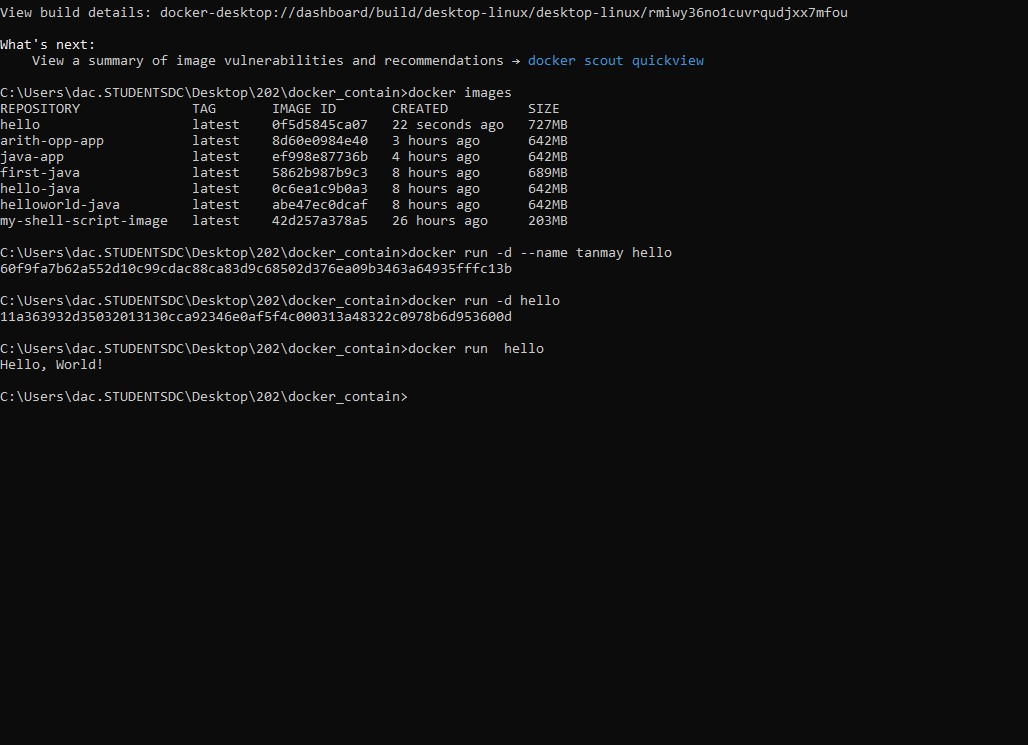 View build details: docker-desktop://dashboard/build/desktop-linux/desktop-linux/rmiwy36no1cuvrqudjxx7mfou
What's next:
    View a summary of image vulnerabilities and recommendations → docker scout quickview
C:\Users\dac.STUDENTSDC\Desktop\202\docker_contain>docker images
REPOSITORY              TAG       IMAGE ID       CREATED          SIZE
hello                   latest    0f5d5845ca07   22 seconds ago   727MB
arith-opp-app           latest    8d60e0984e40   3 hours ago      642MB
java-app                latest    ef998e87736b   4 hours ago      642MB
first-java              latest    5862b987b9c3   8 hours ago      689MB
hello-java              latest    0c6ea1c9b0a3   8 hours ago      642MB
helloworld-java         latest    abe47ec0dcaf   8 hours ago      642MB
my-shell-script-image   latest    42d257a378a5   26 hours ago     203MB
C:\Users\dac.STUDENTSDC\Desktop\202\docker_contain>docker run -d --name tanmay hello
60f9fa7b62a552d10c99cdac88ca83d9c68502d376ea09b3463a64935fffc13b
C:\Users\dac.STUDENTSDC\Desktop\202\docker_contain>docker run -d hello
11a363932d35032013130cca92346e0af5f4c000313a48322c0978b6d953600d
C:\Users\dac.STUDENTSDC\Desktop\202\docker_contain>docker run  hello
Hello, World!
C:\Users\dac.STUDENTSDC\Desktop\202\docker_contain>